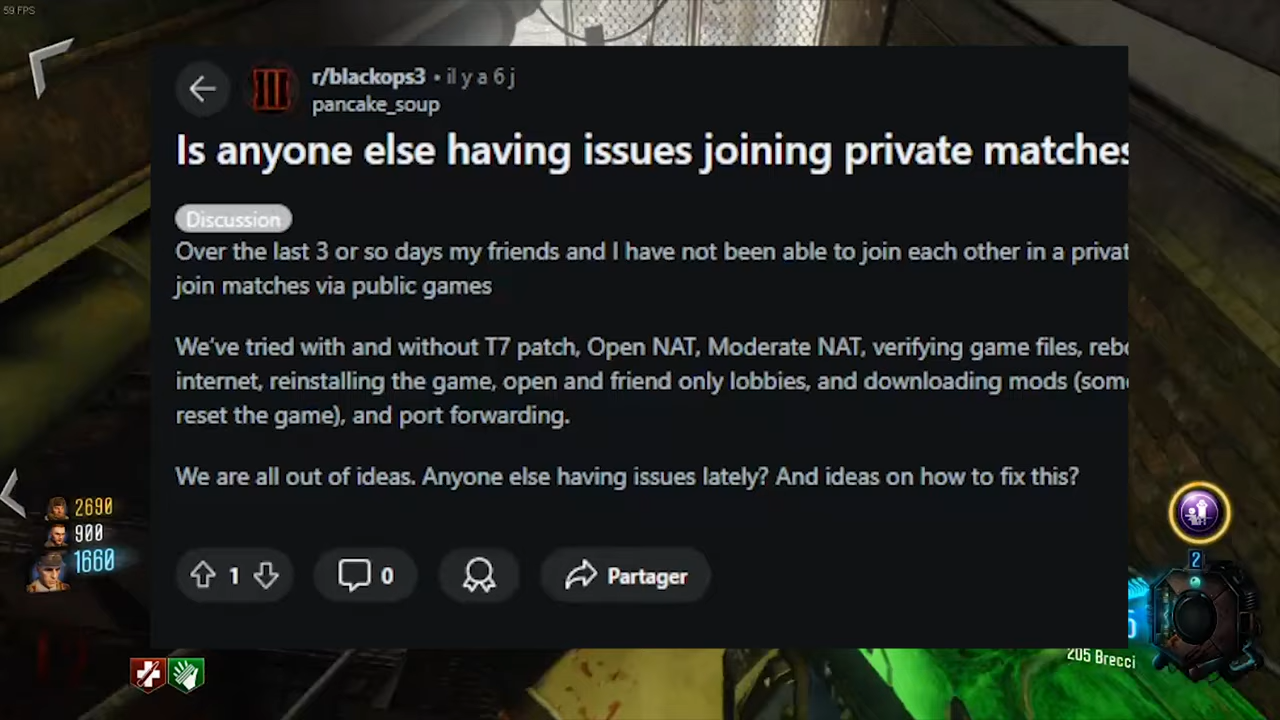 59 FPS
r/blackops3 • il y a 6 j
pancake_soup
Is anyone else having issues joining private matches
Discussion
Over the last 3 or so days my friends and I have not been able to join each other in a privat
join matches via public games
We've tried with and without T7 patch, Open NAT, Moderate NAT, verifying game files, rebo
internet, reinstalling the game, open and friend only lobbies, and downloading mods (some
reset the game), and port forwarding.
We are all out of ideas. Anyone else having issues lately? And ideas on how to fix this?
1
0
Partager
2690
900
1660
2
205 Brecci